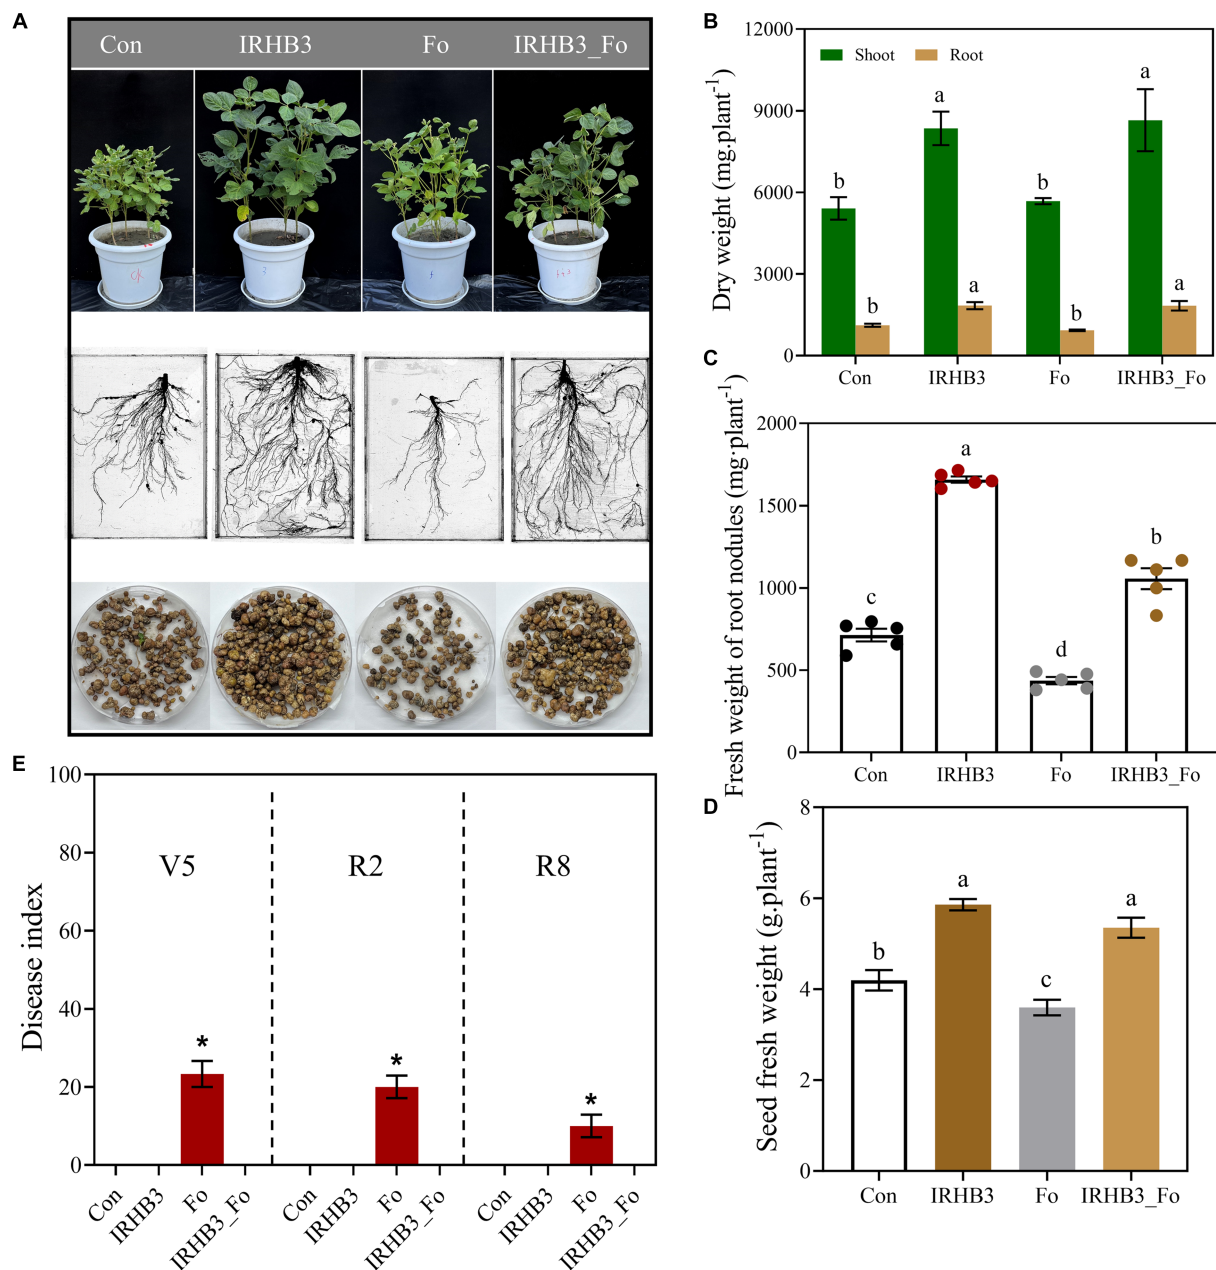 A
Con IRHB3 Fo IRHB3_Fo
B
12000
9000
6000
3000
0
Dry weight (mg.plant⁻¹)
Shoot Root
b b a a b b a a
Con IRHB3 Fo IRHB3_Fo
C
2000
1500
1000
500
0
Fresh weight of root nodules (mg·plant⁻¹)
c a d b
Con IRHB3 Fo IRHB3_Fo
D
8
6
4
2
0
Seed fresh weight (g.plant⁻¹)
b a c a
Con IRHB3 Fo IRHB3_Fo
E
100
80
60
40
20
0
Disease index
V5 R2 R8
* * *
Con IRHB3 Fo IRHB3_Fo Con IRHB3 Fo IRHB3_Fo Con IRHB3 Fo IRHB3_Fo